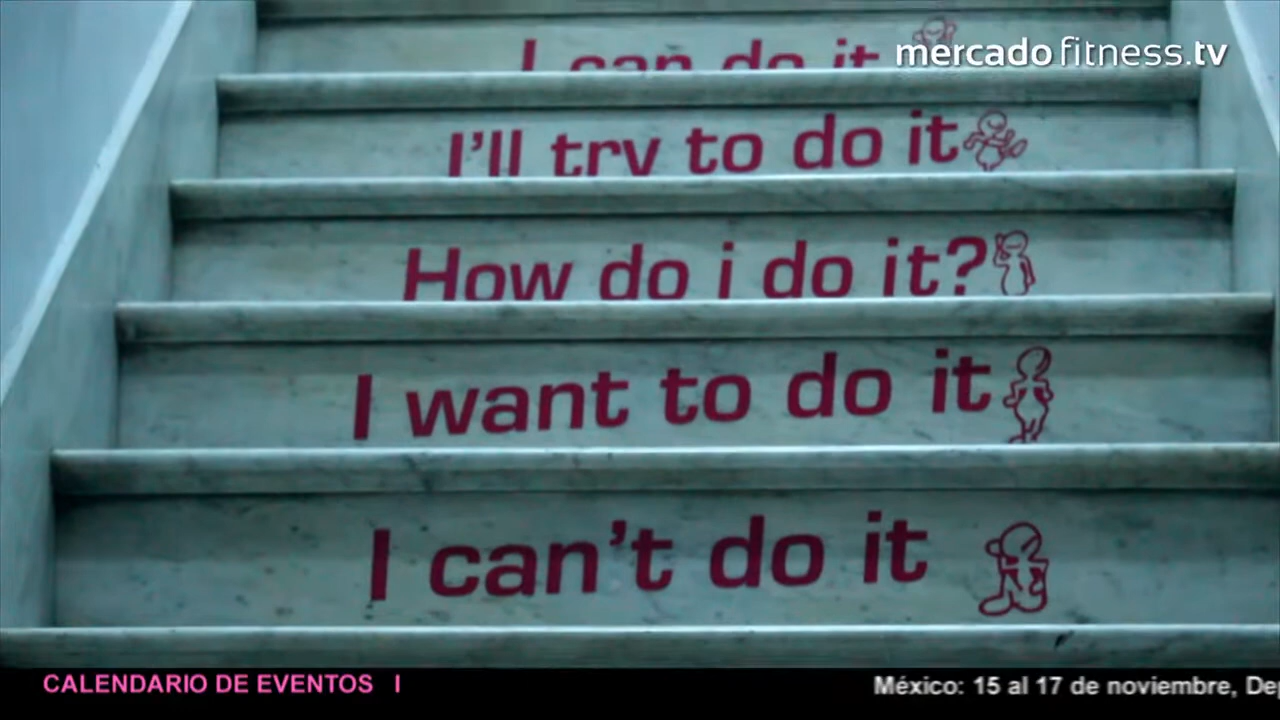 mercadofitness.tv
I can do it
I'll try to do it
How do i do it?
I want to do it
I can't do it
CALENDARIO DE EVENTOS I
México: 15 al 17 de noviembre,